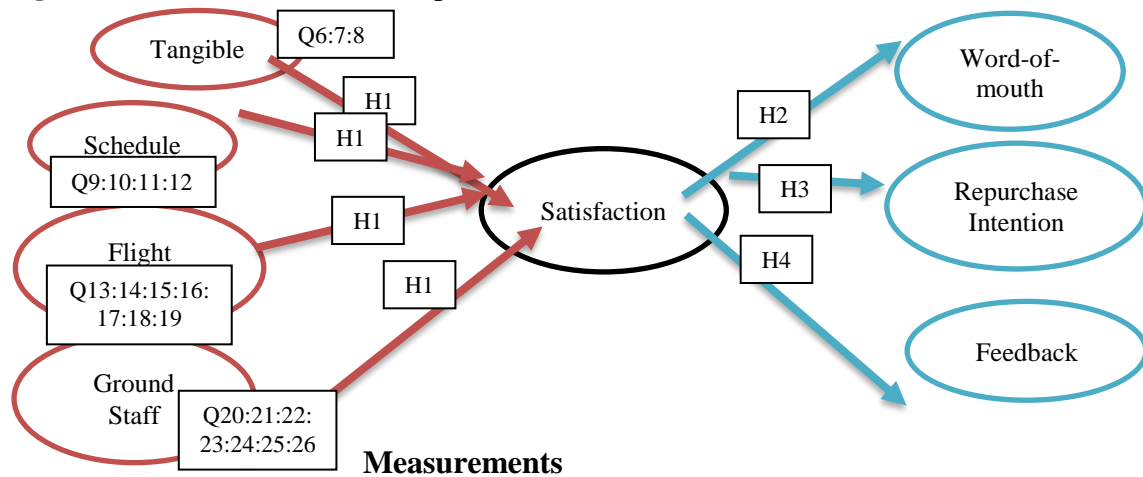 Tangible
Q6:7:8
H1
H1
Schedule
Q9:10:11:12
H1
Flight
Q13:14:15:16:
17:18:19
H1
Ground
Staff
Q20:21:22:
23:24:25:26
Satisfaction
H2
H3
H4
Word-of-
mouth
Repurchase
Intention
Feedback
Measurements